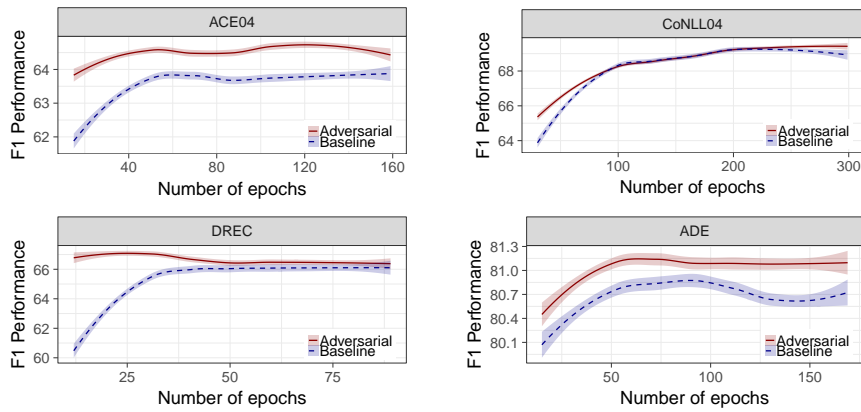 ACE04
F1 Performance
64
63
62
Adversarial
Baseline
40
80
120
160
Number of epochs
CoNLL04
F1 Performance
68
66
64
Adversarial
Baseline
100
200
300
Number of epochs
DREC
F1 Performance
66
64
62
60
Adversarial
Baseline
25
50
75
Number of epochs
ADE
F1 Performance
81.3
81.0
80.7
80.4
80.1
Adversarial
Baseline
50
100
150
Number of epochs